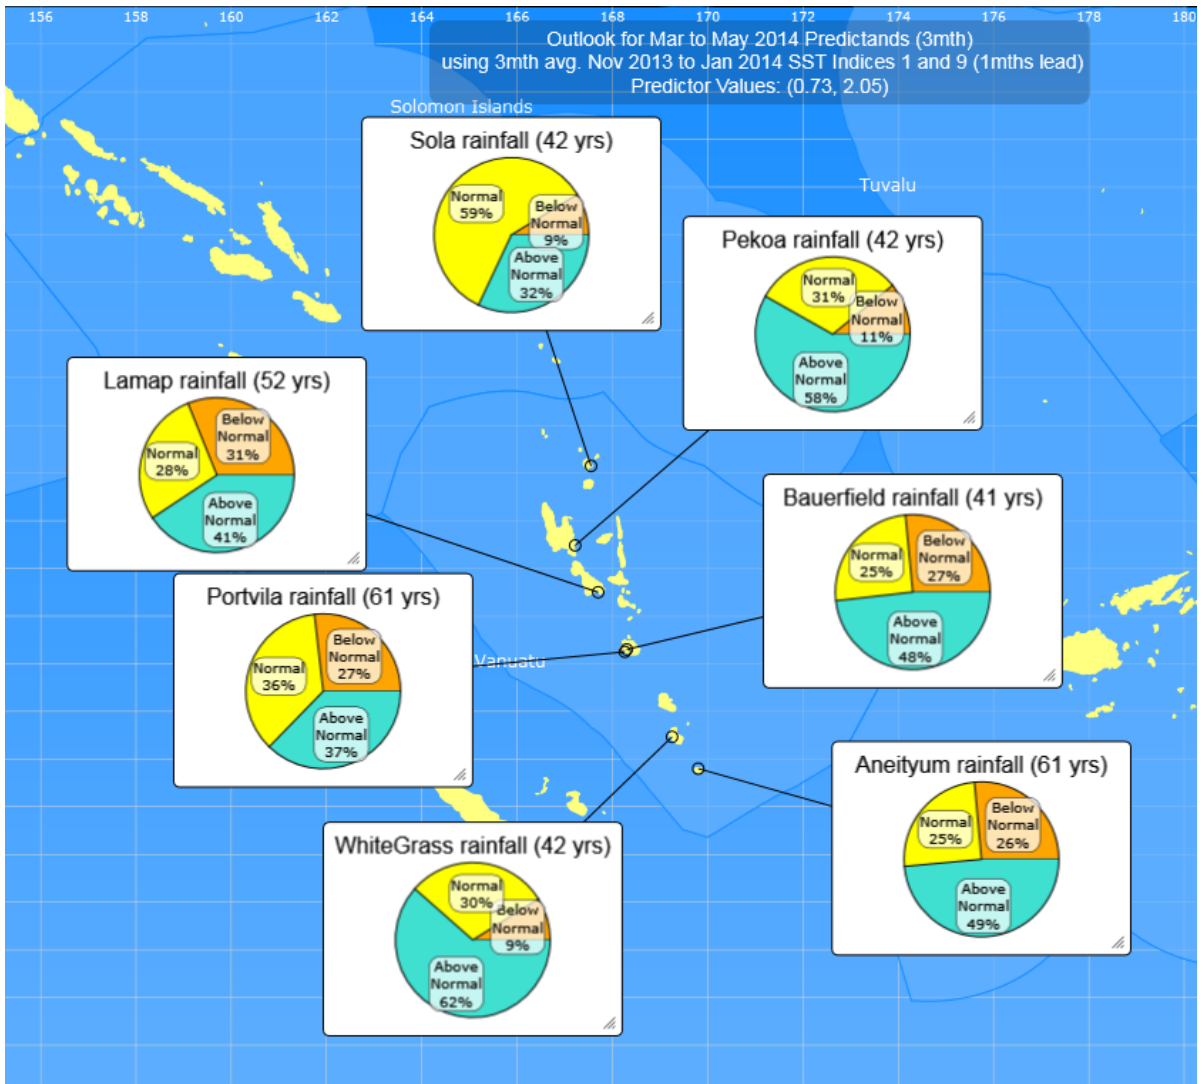 156 158 160 162 164 166 168 170 172 174 176 178 180
Outlook for Mar to May 2014 Predictands (3mth)
using 3mth avg. Nov 2013 to Jan 2014 SST Indices 1 and 9 (1mths lead)
Predictor Values: (0.73, 2.05)
Solomon Islands
Sola rainfall (42 yrs)
Normal
59%
Below
Normal
9%
Above
Normal
32%
Tuvalu
Pekoa rainfall (42 yrs)
Normal
31%
Below
Normal
11%
Above
Normal
58%
Lamap rainfall (52 yrs)
Below
Normal
31%
Normal
28%
Above
Normal
41%
Bauerfield rainfall (41 yrs)
Below
Normal
27%
Normal
25%
Above
Normal
48%
Portvila rainfall (61 yrs)
Below
Normal
27%
Normal
36%
Above
Normal
37%
Vanuatu
Aneityum rainfall (61 yrs)
Below
Normal
26%
Normal
25%
Above
Normal
49%
WhiteGrass rainfall (42 yrs)
Normal
30%
Below
Normal
9%
Above
Normal
62%